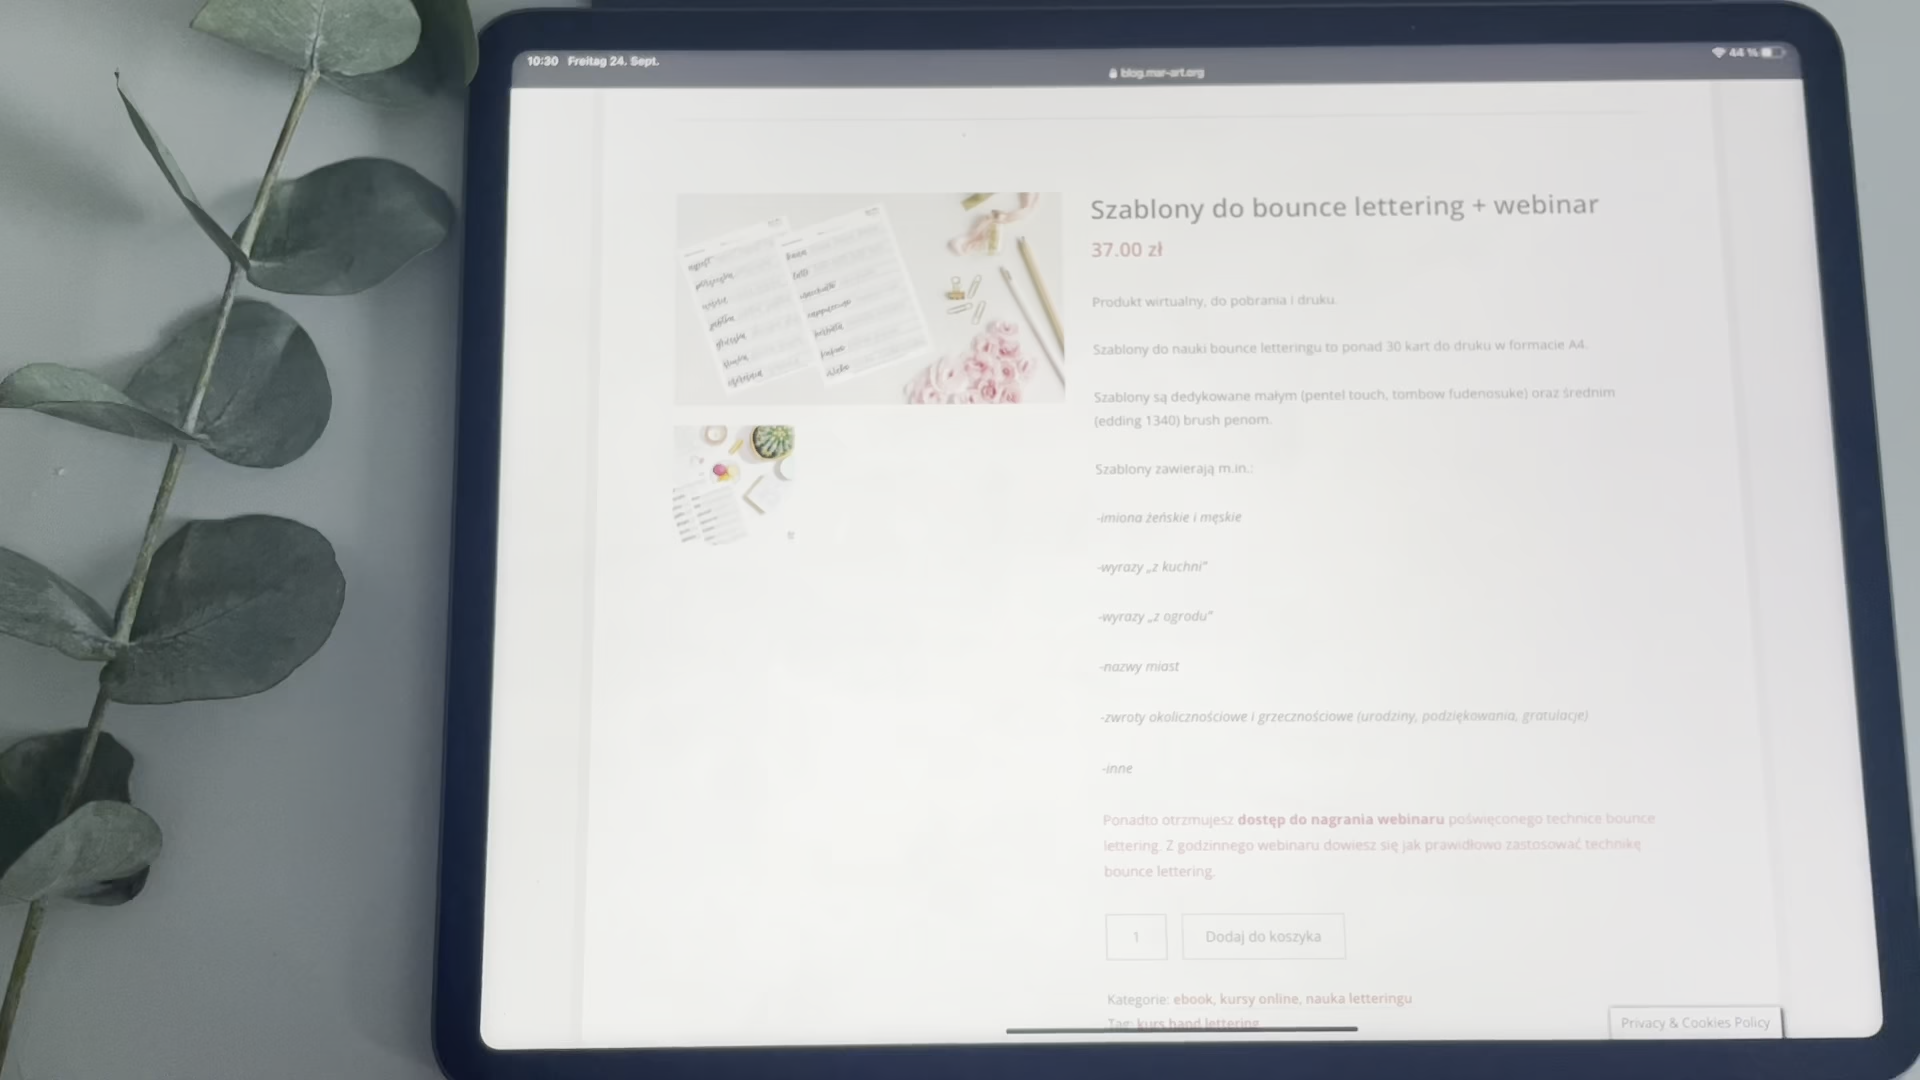 10:30 Freitag 24. Sept.
44 %
blog.mar-art.org
Szablony do bounce lettering + webinar
37.00 zł
Produkt wirtualny, do pobrania i druku.
Szablony do nauki bounce letteringu to ponad 30 kart do druku w formacie A4.
Szablony są dedykowane małym (pentel touch, tombow fudenosuke) oraz średnim
(edding 1340) brush penom.
Szablony zawierają m.in.:
-imiona żeńskie i męskie
-wyrazy „z kuchni”
-wyrazy „z ogrodu”
-nazwy miast
-zwroty okolicznościowe i grzecznościowe (urodziny, podziękowania, gratulacje)
-inne
Ponadto otrzmujesz dostęp do nagrania webinaru poświęconego technice bounce
lettering. Z godzinnego webinaru dowiesz się jak prawidłowo zastosować technikę
bounce lettering.
1 Dodaj do koszyka
Kategorie: ebook, kursy online, nauka letteringu
Tag: kurs hand lettering
Privacy & Cookies Policy